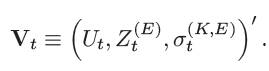 $\mathbf{V}_t \equiv \left( U_t, Z_t^{(E)}, \sigma_t^{(K,E)} \right)'.$